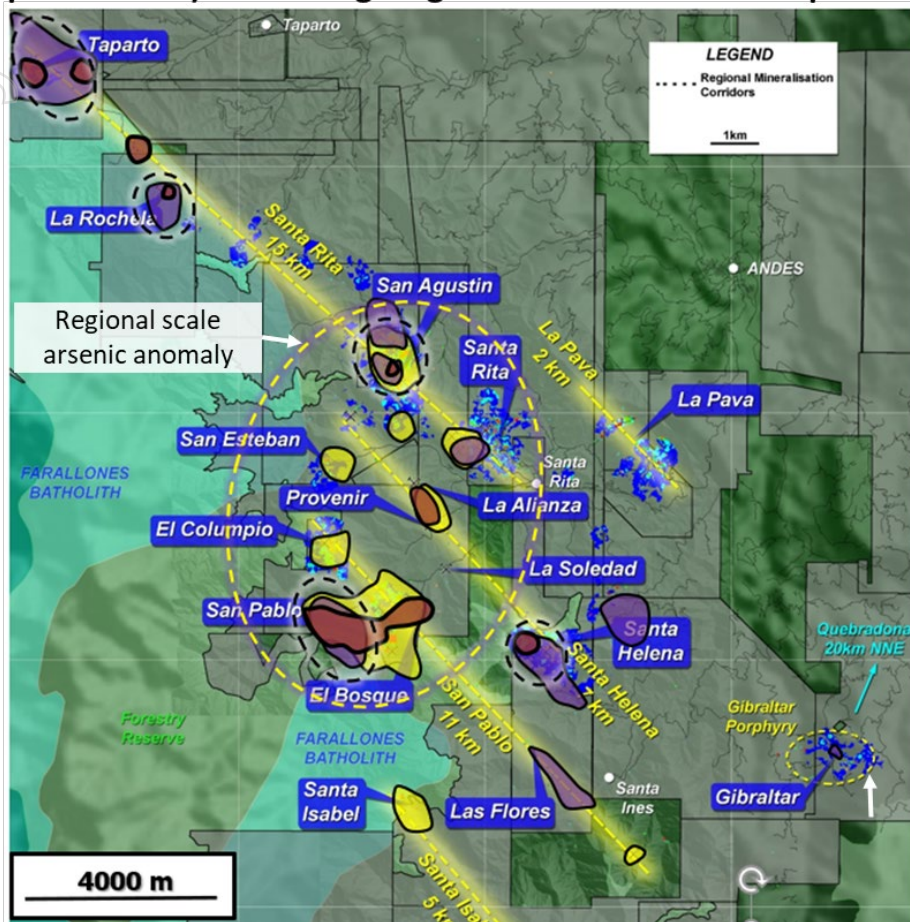 Taparto
Taparto
LEGEND
Regional Mineralisation
Corridors
1km
La Rochela
Santa Rita
15 km
ANDES
San Agustin
Regional scale
arsenic anomaly
Santa
Rita
La Pava
2 km
La Pava
San Esteban
FARALLONES
BATHOLITH
Santa
Rita
Provenir
La Alianza
El Columpio
La Soledad
San Pablo
Santa
Helena
Quebradona
20km NNE
Santa Helena
km
El Bosque
San Pablo
11 km
Gibraltar
Porphyry
Forestry
Reserve
FARALLONES
BATHOLITH
Santa
Isabel
Las Flores
Santa
Ines
Gibraltar
4000 m
5